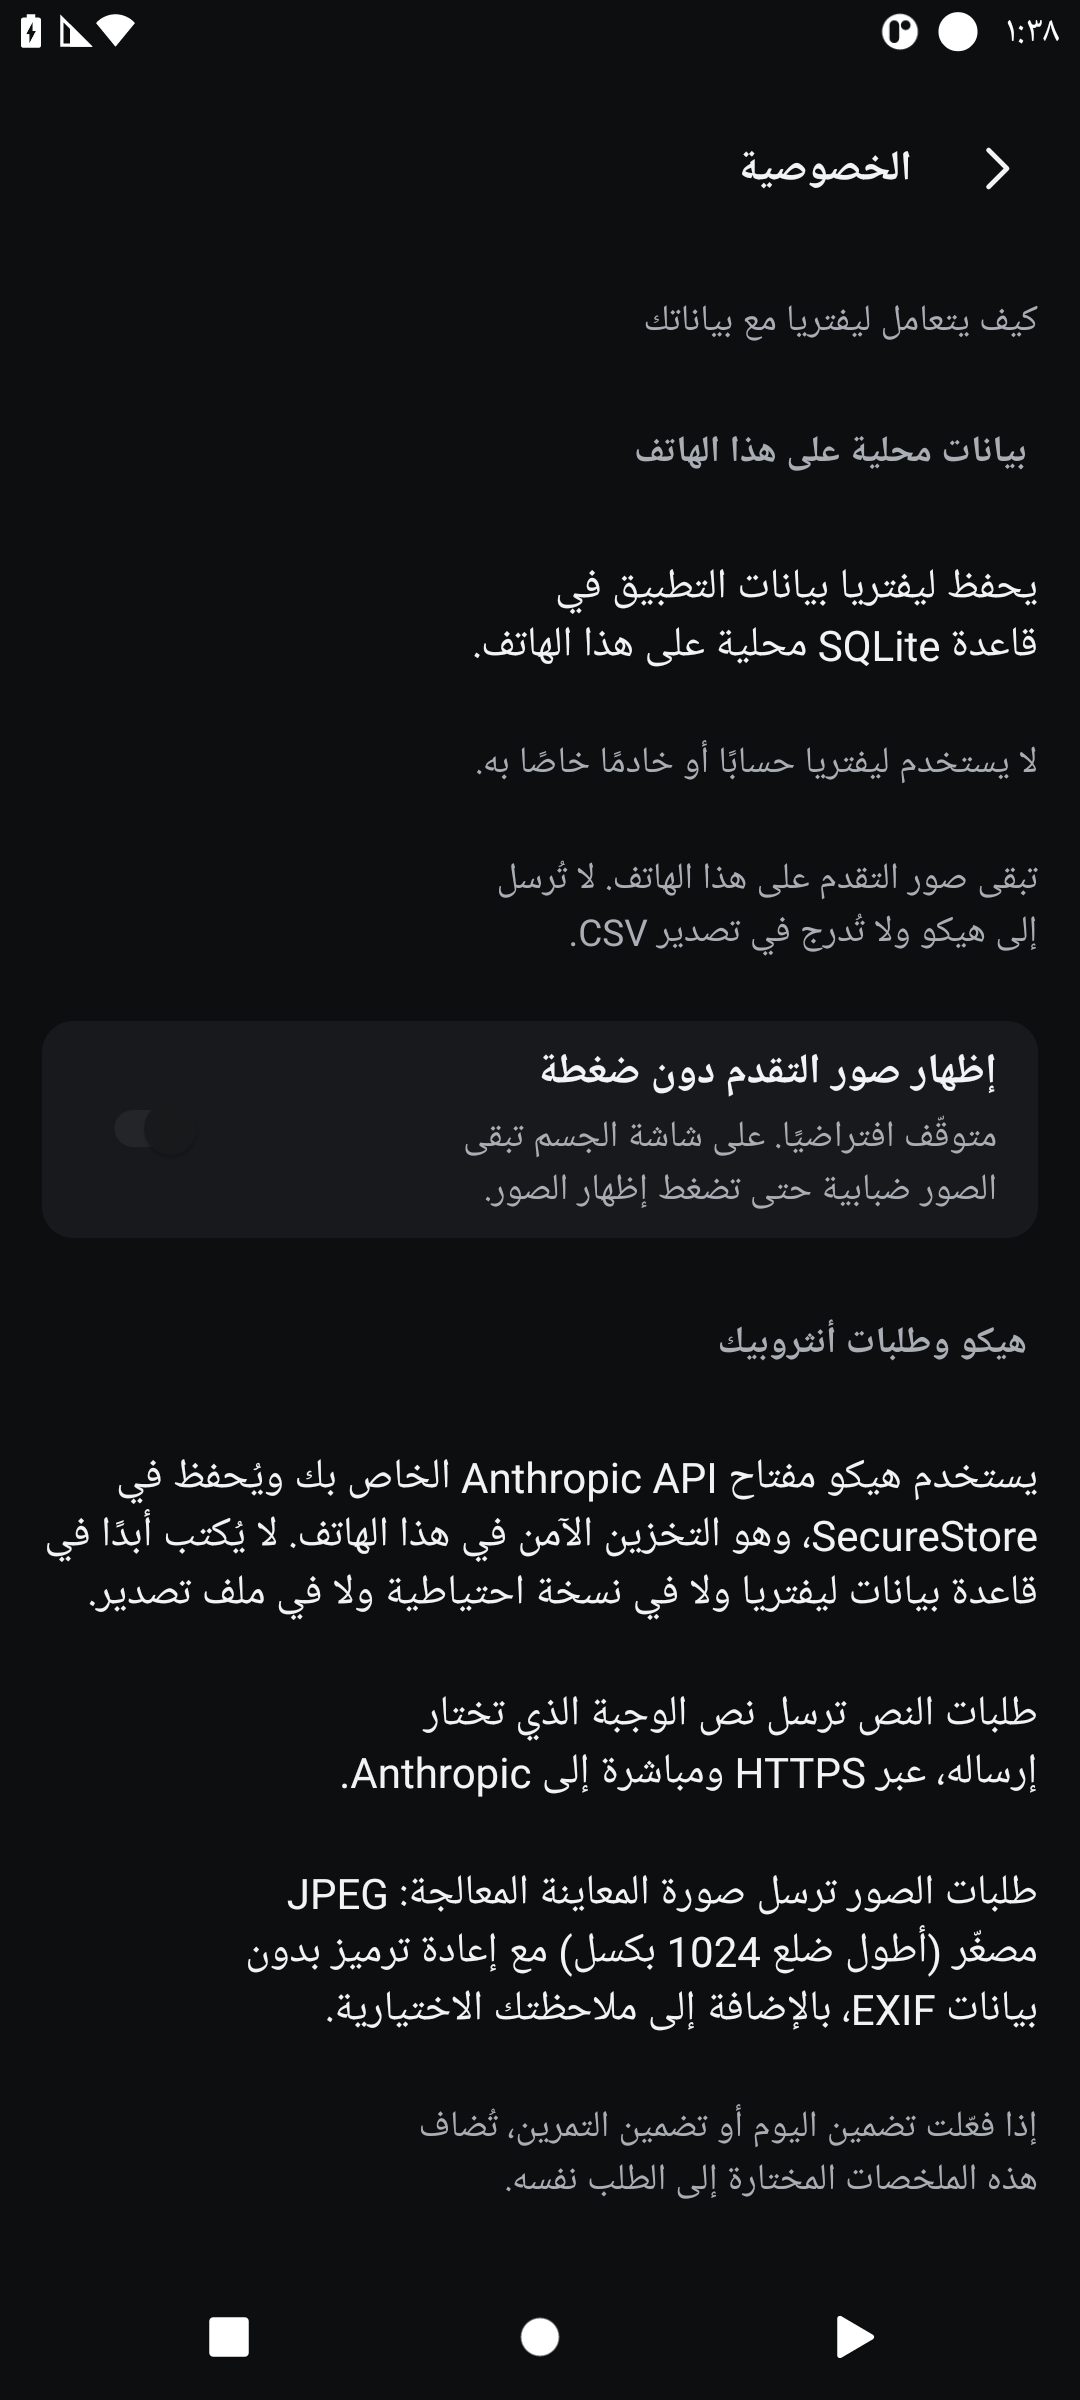 ١:٣٨
الخصوصية
كيف يتعامل ليفتريا مع بياناتك
بيانات محلية على هذا الهاتف
يحفظ ليفتريا بيانات التطبيق في
قاعدة SQLite محلية على هذا الهاتف.
لا يستخدم ليفتريا حسابًا أو خادمًا خاصًا به.
تبقى صور التقدم على هذا الهاتف. لا تُرسل
إلى هيكو ولا تُدرج في تصدير CSV.
إظهار صور التقدم دون ضغطة
متوقّف افتراضيًا. على شاشة الجسم تبقى
الصور ضبابية حتى تضغط إظهار الصور.
هيكو وطلبات أنثروبيك
يستخدم هيكو مفتاح Anthropic API الخاص بك ويُحفظ في
SecureStore، وهو التخزين الآمن في هذا الهاتف. لا يُكتب أبدًا في
قاعدة بيانات ليفتريا ولا في نسخة احتياطية ولا في ملف تصدير.
طلبات النص ترسل نص الوجبة الذي تختار
إرساله، عبر HTTPS ومباشرة إلى Anthropic.
طلبات الصور ترسل صورة المعاينة المعالجة: JPEG
مصغّر (أطول ضلع 1024 بكسل) مع إعادة ترميز بدون
بيانات EXIF، بالإضافة إلى ملاحظتك الاختيارية.
إذا فعّلت تضمين اليوم أو تضمين التمرين، تُضاف
هذه الملخصات المختارة إلى الطلب نفسه.